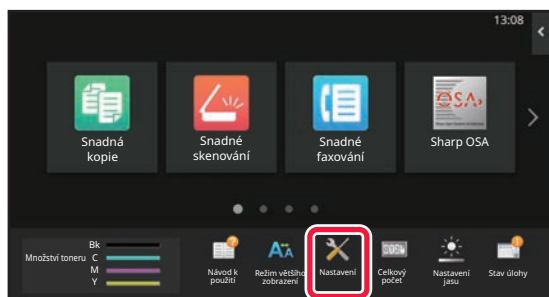 13:08
Snadná
kopie
Snadné
skenování
Snadné
faxování
OSA
Sharp OSA
Množství toneru
Bk
C
M
Y
Návod k
použití
Režim většího
zobrazení
Nastavení
Celkový
počet
Nastavení
jasu
Stav úlohy